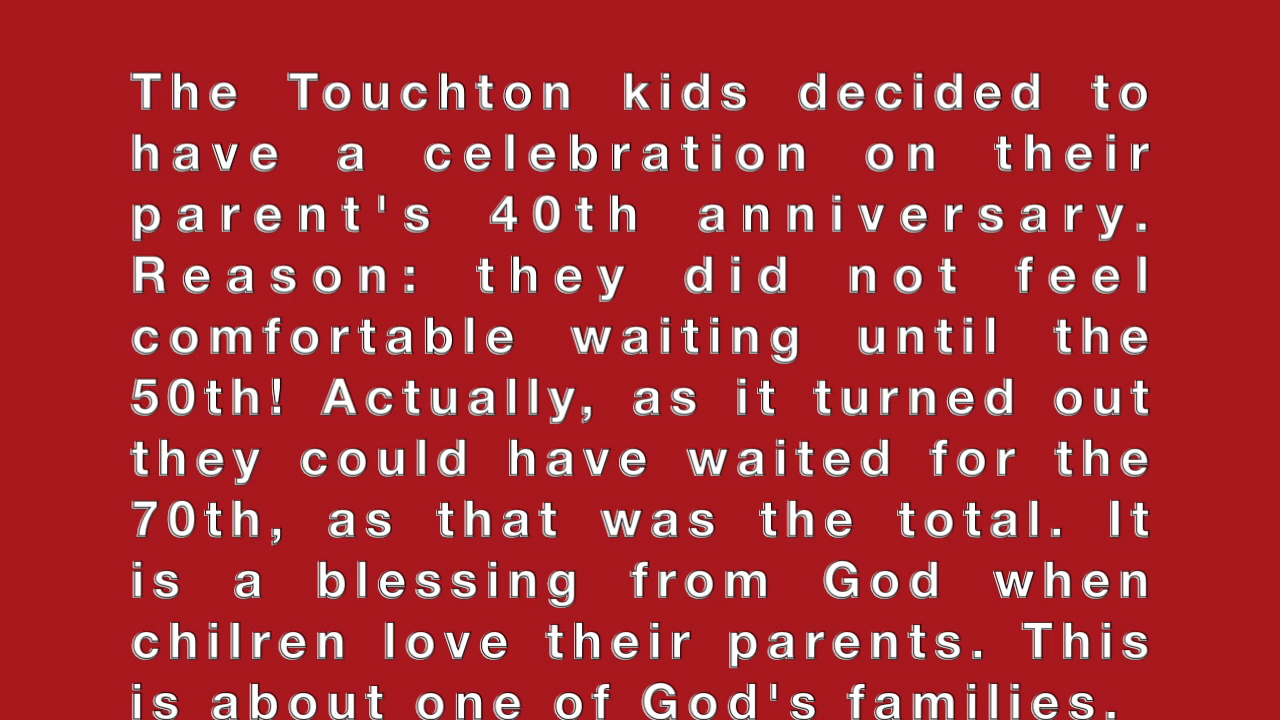 The Touchton kids decided to
have a celebration on their
parent's 40th anniversary.
Reason: they did not feel
comfortable waiting until the
50th! Actually, as it turned out
they could have waited for the
70th, as that was the total. It
is a blessing from God when
chilren love their parents. This
is about one of God's families.